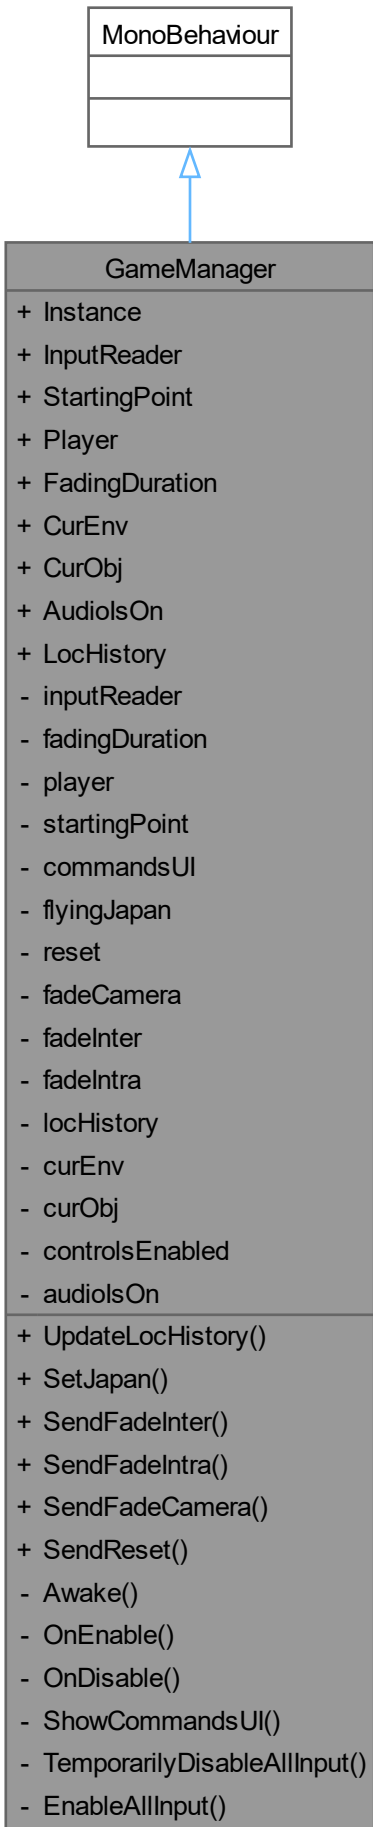 MonoBehaviour
GameManager
+ Instance
+ InputReader
+ StartingPoint
+ Player
+ FadingDuration
+ CurEnv
+ CurObj
+ AudioIsOn
+ LocHistory
- inputReader
- fadingDuration
- player
- startingPoint
- commandsUI
- flyingJapan
- reset
- fadeCamera
- fadeInter
- fadeIntra
- locHistory
- curEnv
- curObj
- controlsEnabled
- audioIsOn
+ UpdateLocHistory()
+ SetJapan()
+ SendFadeInter()
+ SendFadeIntra()
+ SendFadeCamera()
+ SendReset()
- Awake()
- OnEnable()
- OnDisable()
- ShowCommandsUI()
- TemporarilyDisableAllInput()
- EnableAllInput()